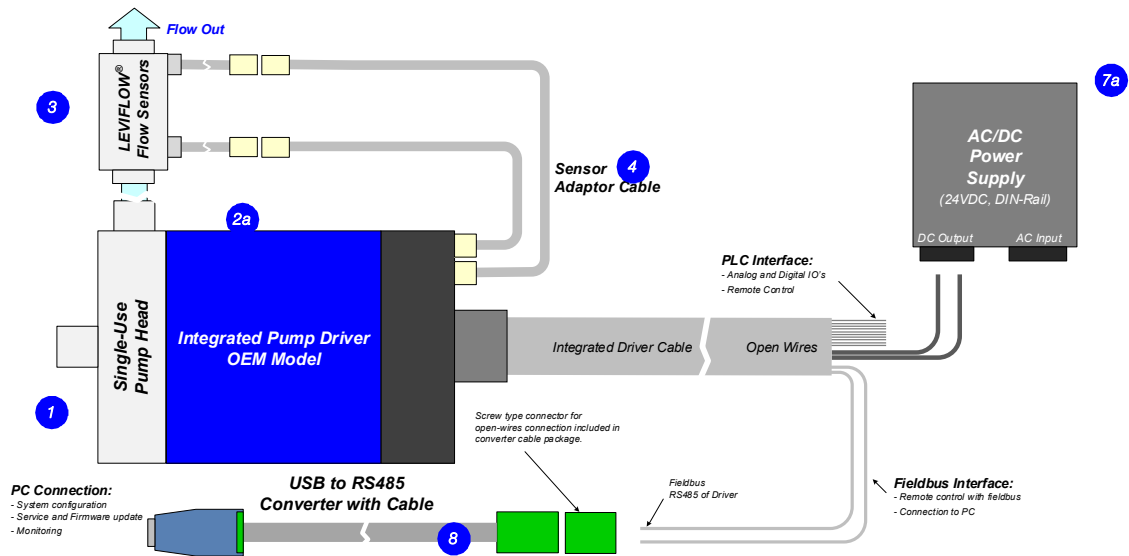 Flow Out
LEVIFLOW®
Flow Sensors
3
7a
AC/DC
Power
Supply
(24VDC, DIN-Rail)
DC Output
AC Input
Sensor
Adaptor Cable
4
2a
PLC Interface:
- Analog and Digital IO's
- Remote Control
Single-Use
Pump Head
Integrated Pump Driver
OEM Model
Integrated Driver Cable
Open Wires
1
Screw type connector for
open-wires connection included in
converter cable package.
USB to RS485
Converter with Cable
PC Connection:
- System configuration
- Service and Firmware update
- Monitoring
8
Fieldbus
RS485 of Driver
Fieldbus Interface:
- Remote control with fieldbus
- Connection to PC